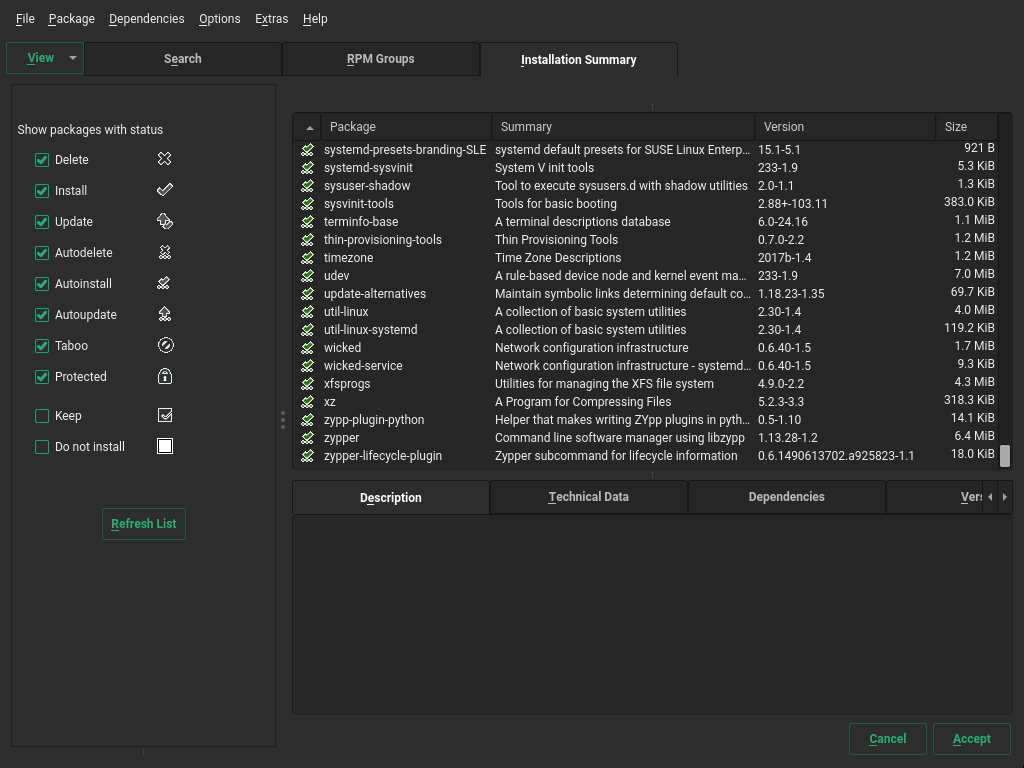 File Package Dependencies Options Extras Help
View Search RPM Groups Installation Summary
Show packages with status
Delete
Install
Update
Autodelete
Autoinstall
Autoupdate
Taboo
Protected
Keep
Do not install
Refresh List
Package Summary Version Size
systemd-presets-branding-SLE systemd default presets for SUSE Linux Enterp... 15.1-5.1 921 B
systemd-sysvinit System V init tools 233-1.9 5.3 KiB
sysuser-shadow Tool to execute sysusers.d with shadow utilities 2.0-1.1 1.3 KiB
sysvinit-tools Tools for basic booting 2.88+-103.11 383.0 KiB
terminfo-base A terminal descriptions database 6.0-24.16 1.1 MiB
thin-provisioning-tools Thin Provisioning Tools 0.7.0-2.2 1.2 MiB
timezone Time Zone Descriptions 2017b-1.4 1.2 MiB
udev A rule-based device node and kernel event ma... 233-1.9 7.0 MiB
update-alternatives Maintain symbolic links determining default co... 1.18.23-1.35 69.7 KiB
util-linux A collection of basic system utilities 2.30-1.4 4.0 MiB
util-linux-systemd A collection of basic system utilities 2.30-1.4 119.2 KiB
wicked Network configuration infrastructure 0.6.40-1.5 1.7 MiB
wicked-service Network configuration infrastructure - systemd... 0.6.40-1.5 9.3 KiB
xfsprogs Utilities for managing the XFS file system 4.9.0-2.2 4.3 MiB
xz A Program for Compressing Files 5.2.3-3.3 318.3 KiB
zypp-plugin-python Helper that makes writing ZYpp plugins in pyth... 0.5-1.10 14.1 KiB
zypper Command line software manager using libzypp 1.13.28-1.2 6.4 MiB
zypper-lifecycle-plugin Zypper subcommand for lifecycle information 0.6.1490613702.a925823-1.1 18.0 KiB
Description Technical Data Dependencies Vers
Cancel Accept